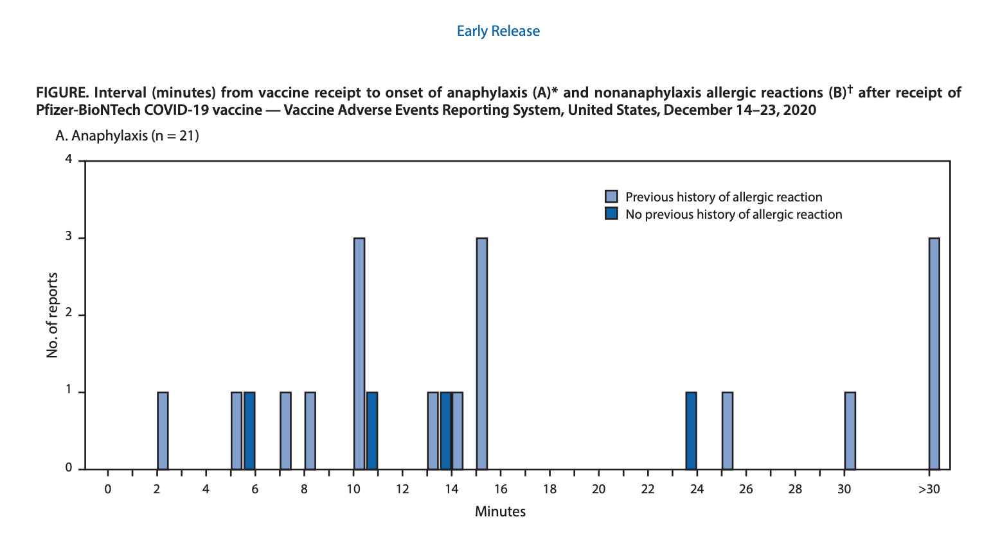 Early Release
FIGURE. Interval (minutes) from vaccine receipt to onset of anaphylaxis (A)* and nonanaphylaxis allergic reactions (B)† after receipt of
Pfizer-BioNTech COVID-19 vaccine — Vaccine Adverse Events Reporting System, United States, December 14–23, 2020
A. Anaphylaxis (n = 21)
4
3
2
1
0
No. of reports
Previous history of allergic reaction
No previous history of allergic reaction
0 2 4 6 8 10 12 14 16 18 20 22 24 26 28 30 >30
Minutes